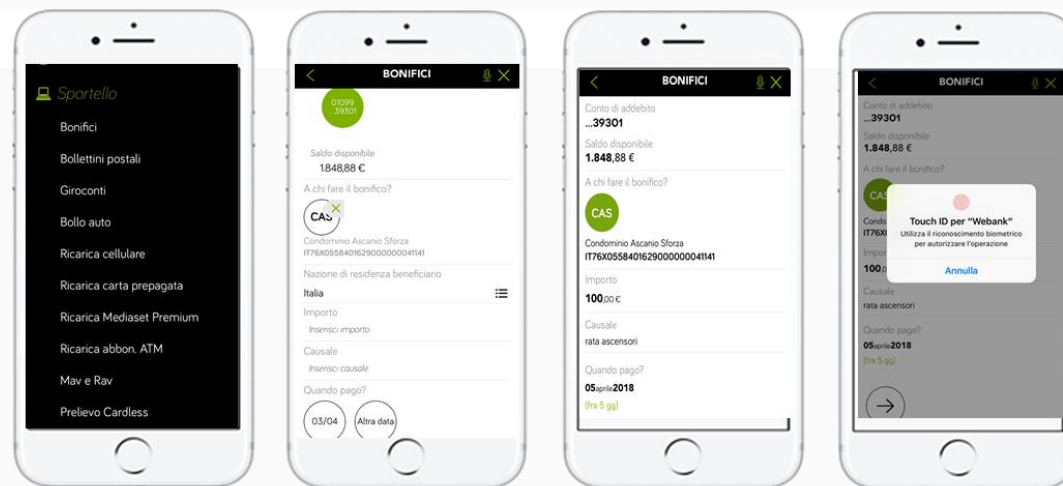 Sportello
Bonifici
Bollettini postali
Giroconti
Bollo auto
Ricarica cellulare
Ricarica carta prepagata
Ricarica Mediaset Premium
Ricarica abbon. ATM
Mav e Rav
Prelievo Cardless
BONIFICI
01099
...39301
Saldo disponibile
1.848,88 €
A chi fare il bonifico?
CAS
Condominio Ascanio Sforza
IT76X0558401629000000041141
Nazione di residenza beneficiario
Italia
Importo
Inserisci importo
Causale
Inserisci causale
Quando pago?
03/04 Altra data
BONIFICI
Conto di addebito
...39301
Saldo disponibile
1.848,88 €
A chi fare il bonifico?
CAS
Condominio Ascanio Sforza
IT76X0558401629000000041141
Importo
100,00 €
Causale
rata ascensori
Quando pago?
05aprile2018
(fra 5 gg)
BONIFICI
Conto di addebito
...39301
Saldo disponibile
1.848,88 €
A chi fare il bonifico?
CAS
Touch ID per “Webank”
Utilizza il riconoscimento biometrico
per autorizzare l'operazione
Annulla
Condo
IT76X
Impor
100,0
Causale
rata ascensori
Quando pago?
05aprile2018
(fra 5 gg)